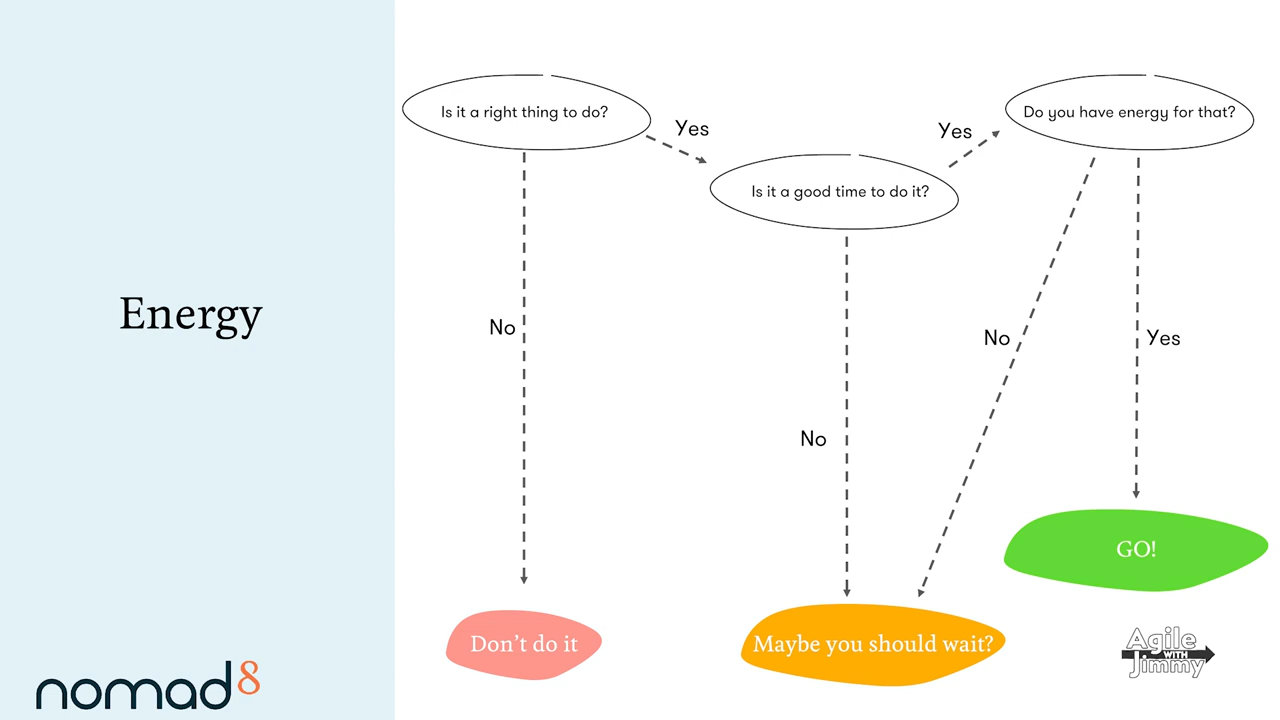 Energy
Is it a right thing to do?
Yes
Is it a good time to do it?
Yes
Do you have energy for that?
No
No
No
Yes
Don't do it
Maybe you should wait?
GO!
nomad8
Agile
WITH
Jimmy